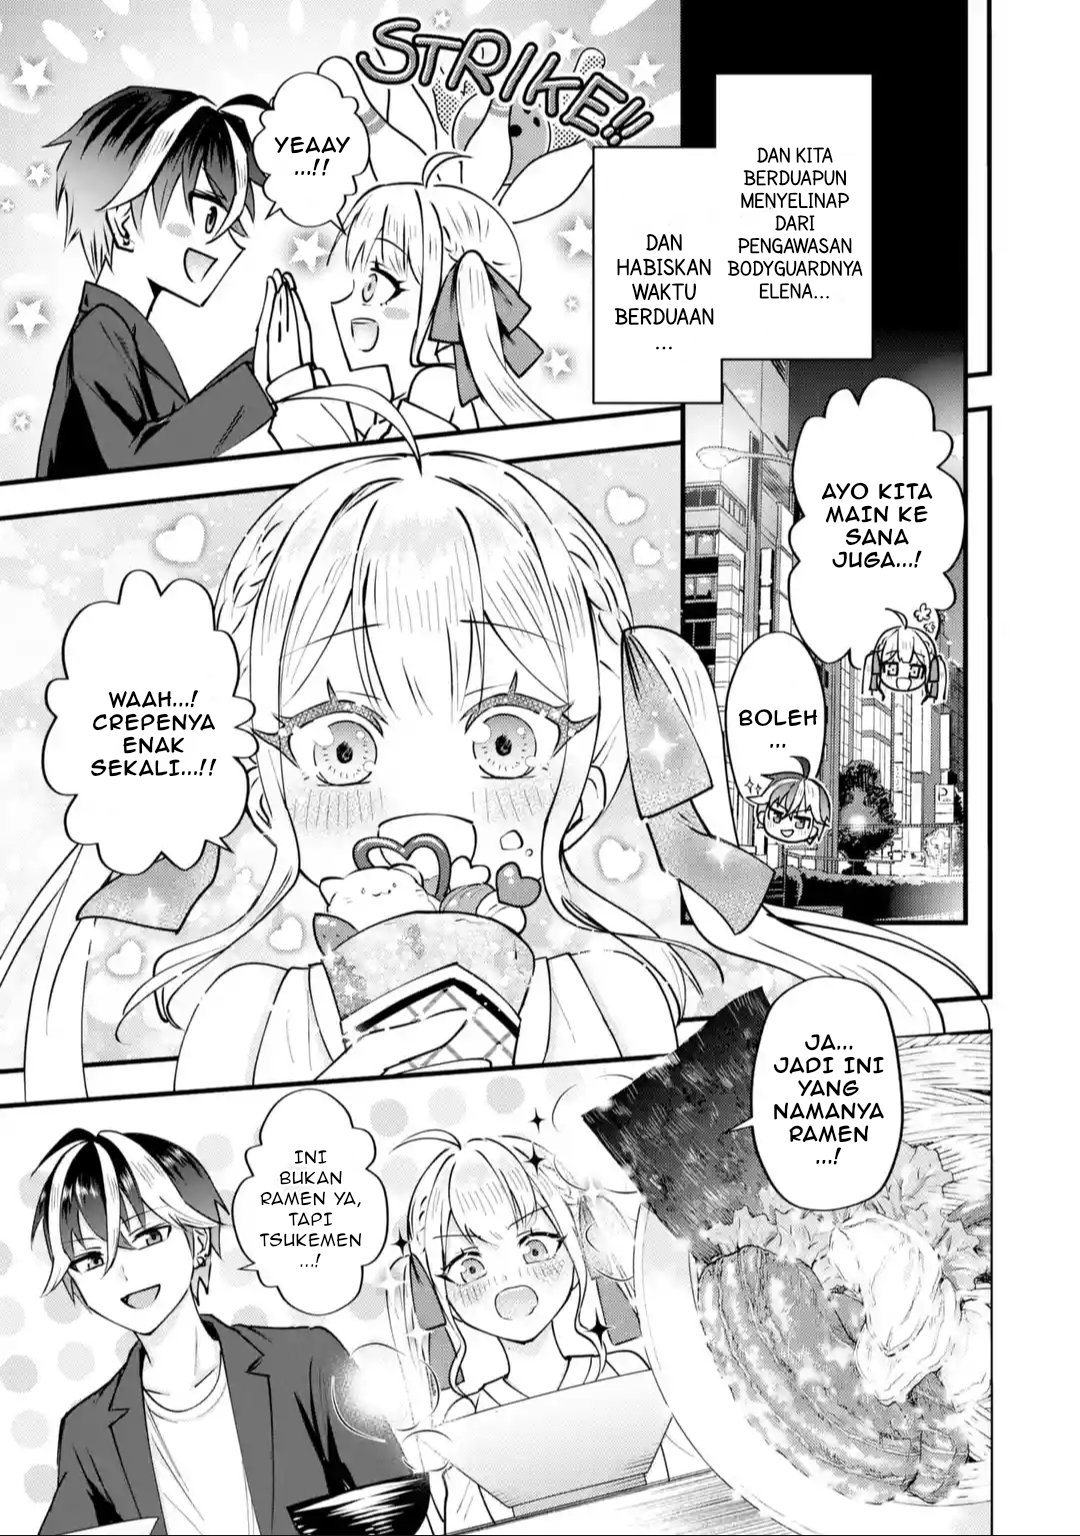 DAN KITA
BERDUAPUN
MENYELINAP
DARI
PENGAWASAN
BODYGUARDNYA
ELENA...
DAN
HABISKAN
WAKTU
BERDUAAN
...
STRIKE!!
YEAAY
...!!
AYO KITA
MAIN KE
SANA
JUGA...!
BOLEH
...
WAAH...!
CREPENYA
ENAK
SEKALI...!!
JA...
JADI INI
YANG
NAMANYA
RAMEN
...!
INI
BUKAN
RAMEN YA,
TAPI
TSUKEMEN
...!